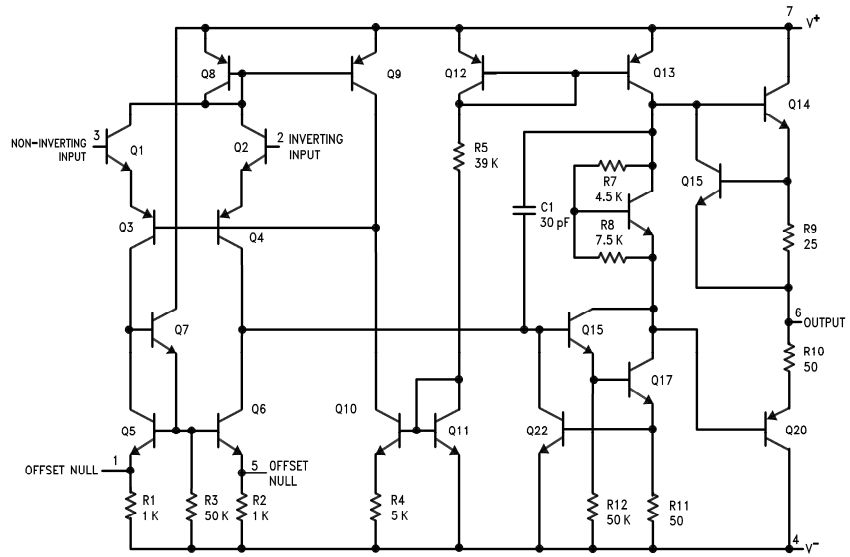 7
V+
Q8
Q9
Q12
Q13
Q14
3
NON-INVERTING
INPUT
Q1
Q2
2 INVERTING
INPUT
R5
39 K
R7
4.5 K
Q15
C1
30 pF
R8
7.5 K
Q3
Q4
R9
25
Q7
Q15
6
OUTPUT
R10
50
Q17
Q5
Q6
Q10
Q11
Q22
Q20
1
OFFSET NULL
5 OFFSET
NULL
R1
1 K
R3
50 K
R2
1 K
R4
5 K
R12
50 K
R11
50
4
V-